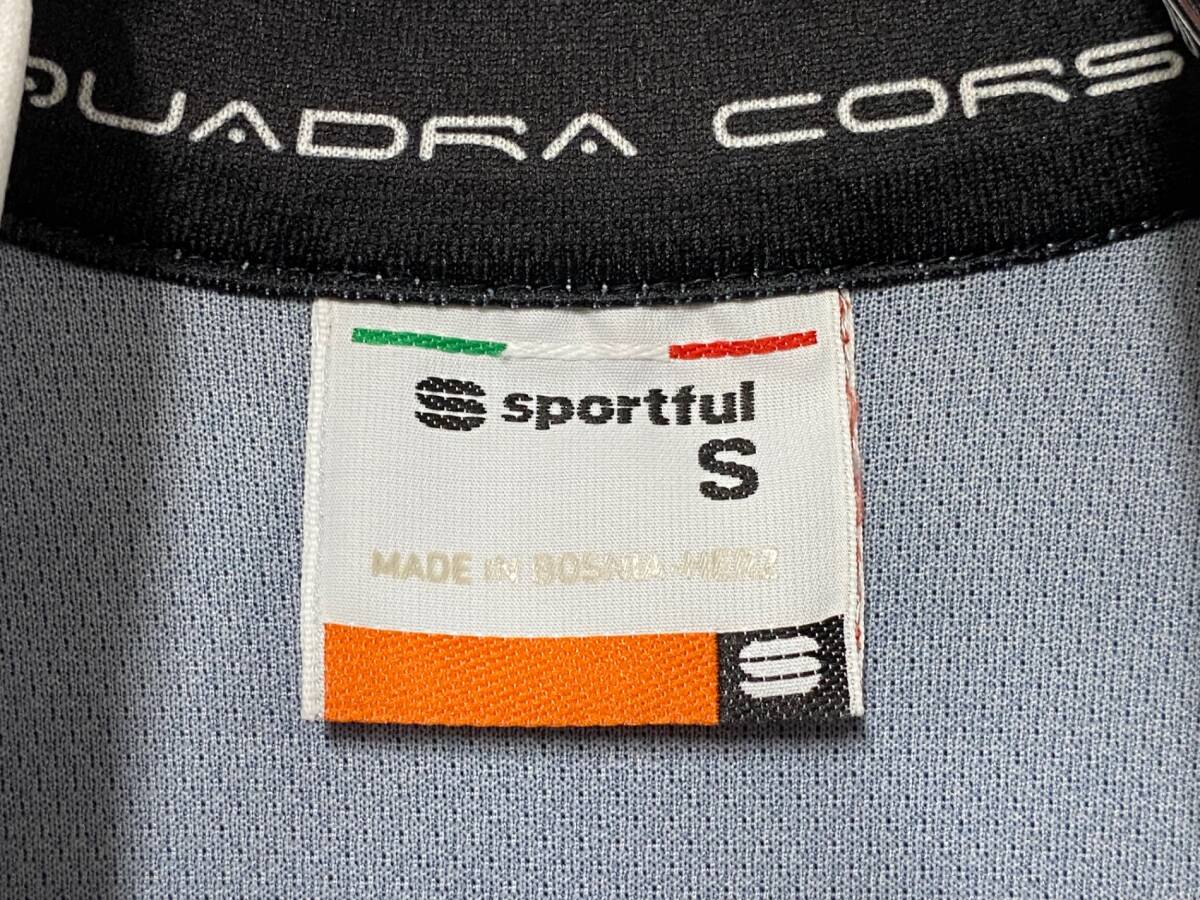 QUADRA CORS
sportful
S
MADE IN BOSNIA-HERZ